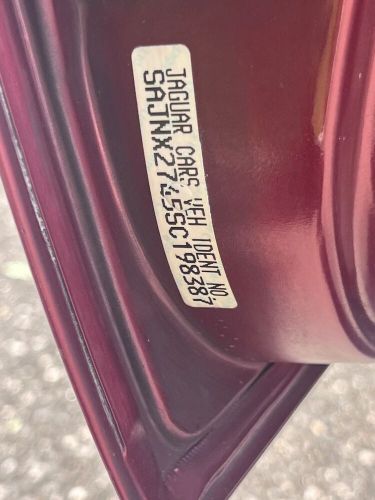 JAGUAR CARS VEH IDENT NO.
SAJNX2745SC198387